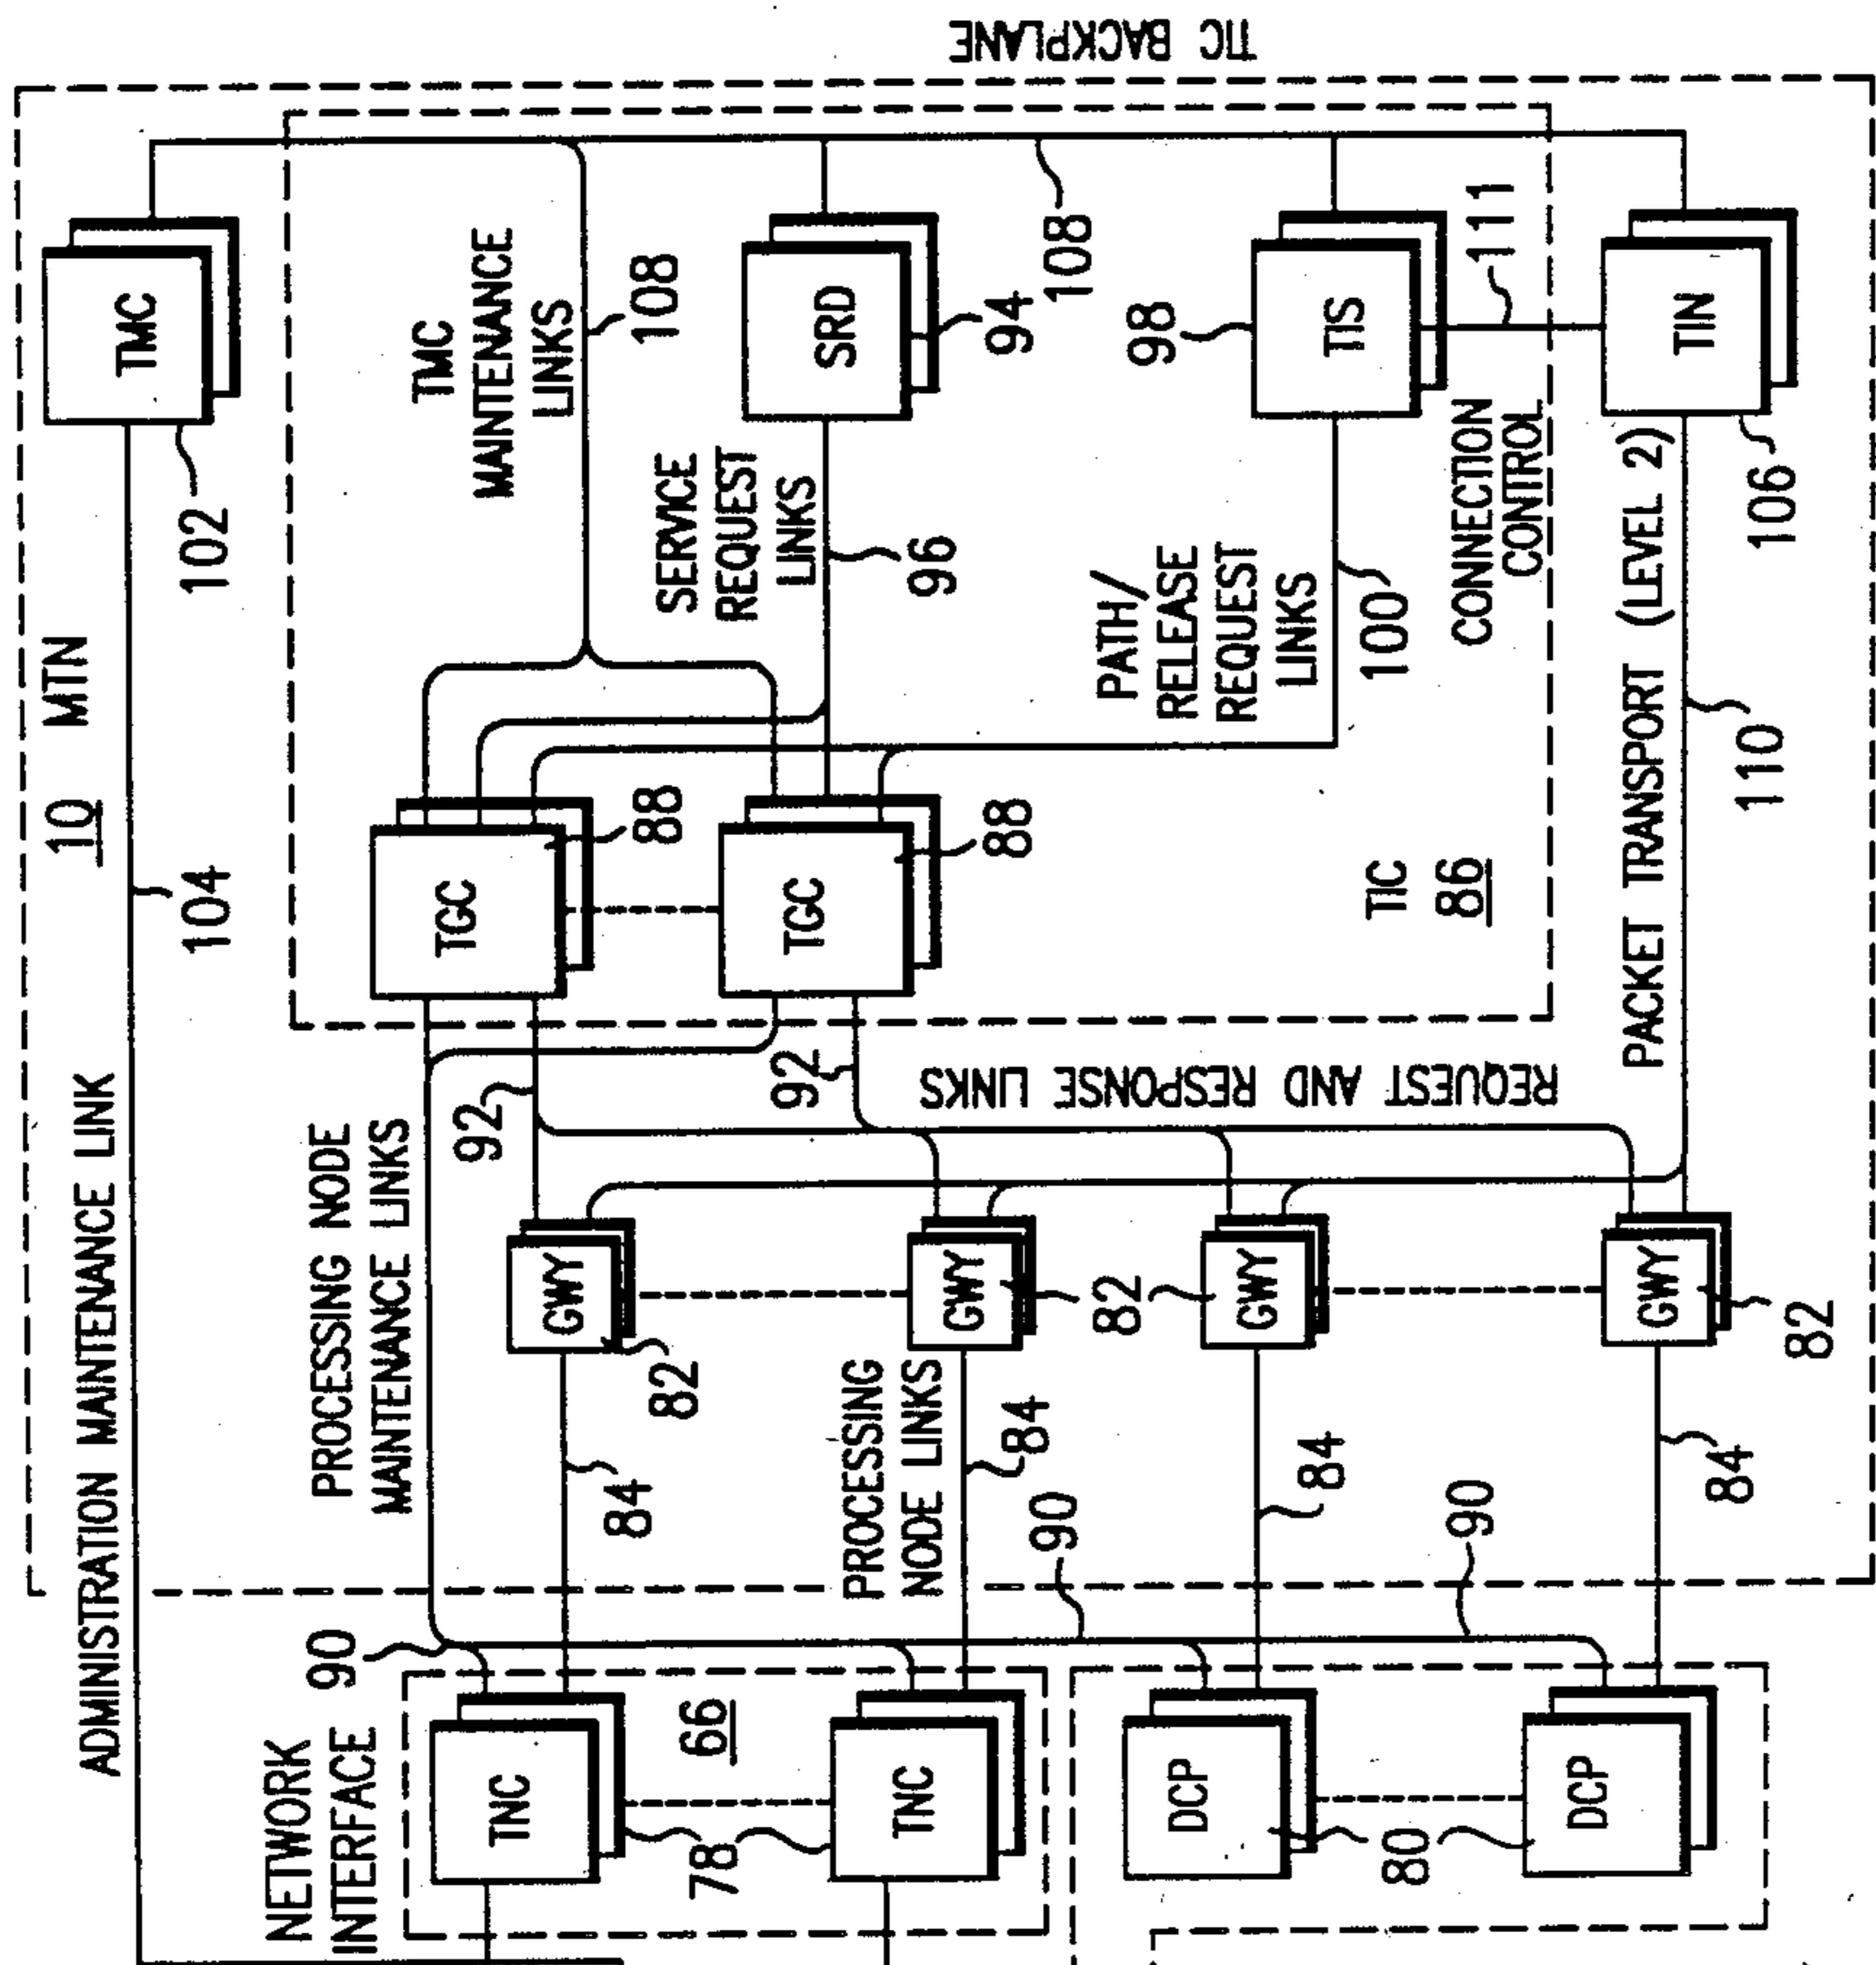 TIC BACKPLANE
10 MTN
ADMINISTRATION MAINTENANCE LINK
104
TMC
102
TMC
MAINTENANCE
LINKS
108
SERVICE
REQUEST
LINKS
96
SRD
94
108
PATH/
RELEASE
REQUEST
LINKS
100
TIS
98
111
CONNECTION
CONTROL
TIN
106
PACKET TRANSPORT (LEVEL 2)
110
TIC
86
TGC
88
TGC
88
REQUEST AND RESPONSE LINKS
92
92
PROCESSING NODE
MAINTENANCE LINKS
GWY
82
GWY
82
GWY
GWY
82
84
PROCESSING
NODE LINKS
84
84
84
90
90
90
NETWORK
INTERFACE
66
TNC
78
TNC
DCP
80
DCP